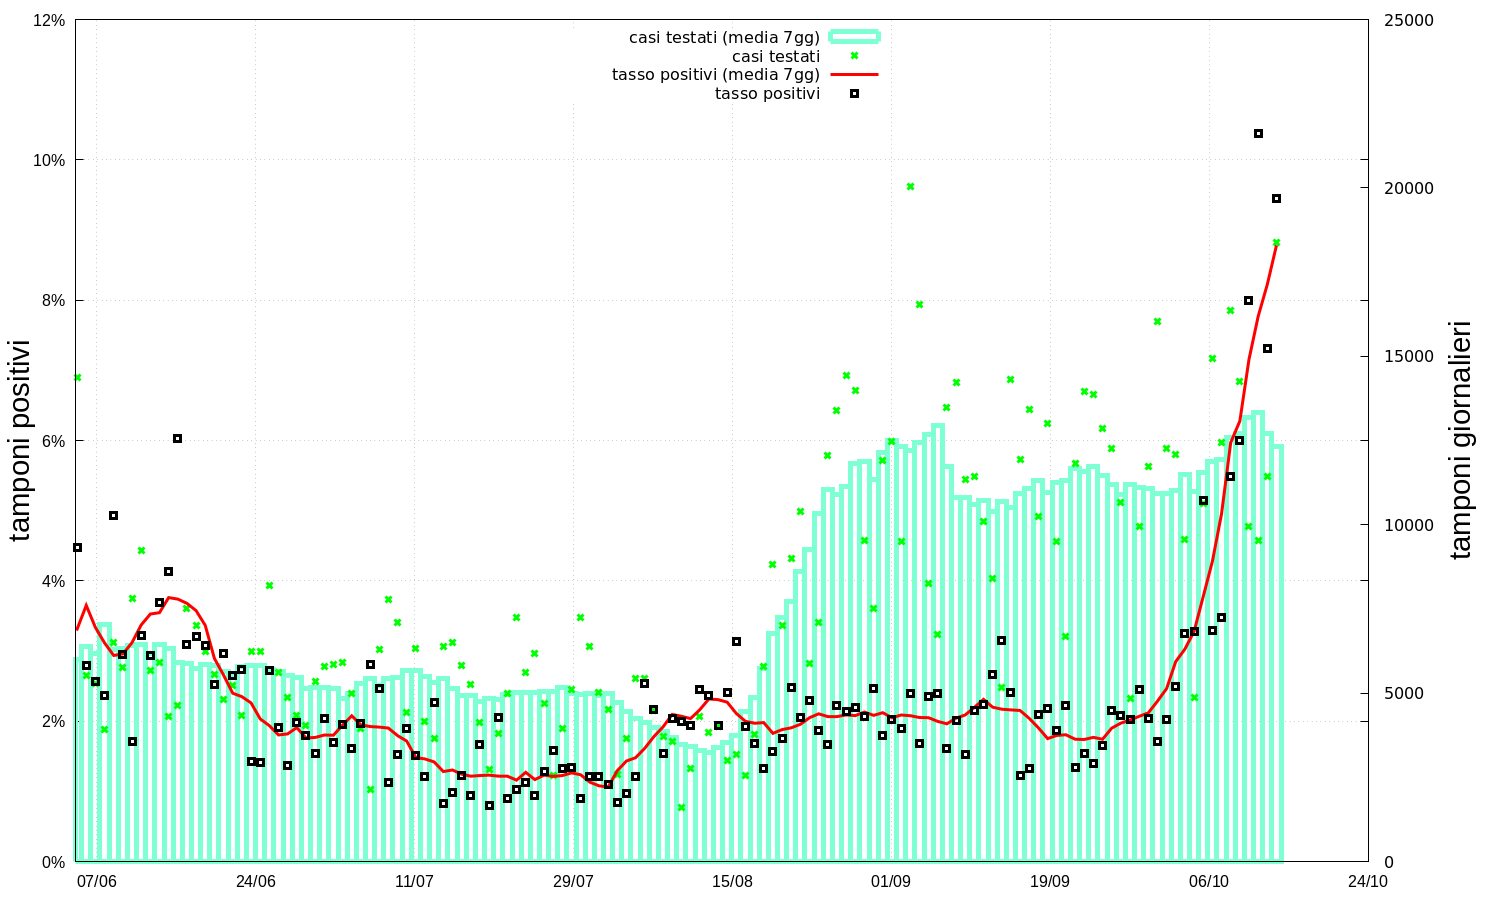 casi testati (media 7gg)
casi testati
tasso positivi (media 7gg)
tasso positivi
12%
10%
8%
6%
4%
2%
0%
25000
20000
15000
10000
5000
0
tamponi positivi
tamponi giornalieri
07/06 24/06 11/07 29/07 15/08 01/09 19/09 06/10 24/10